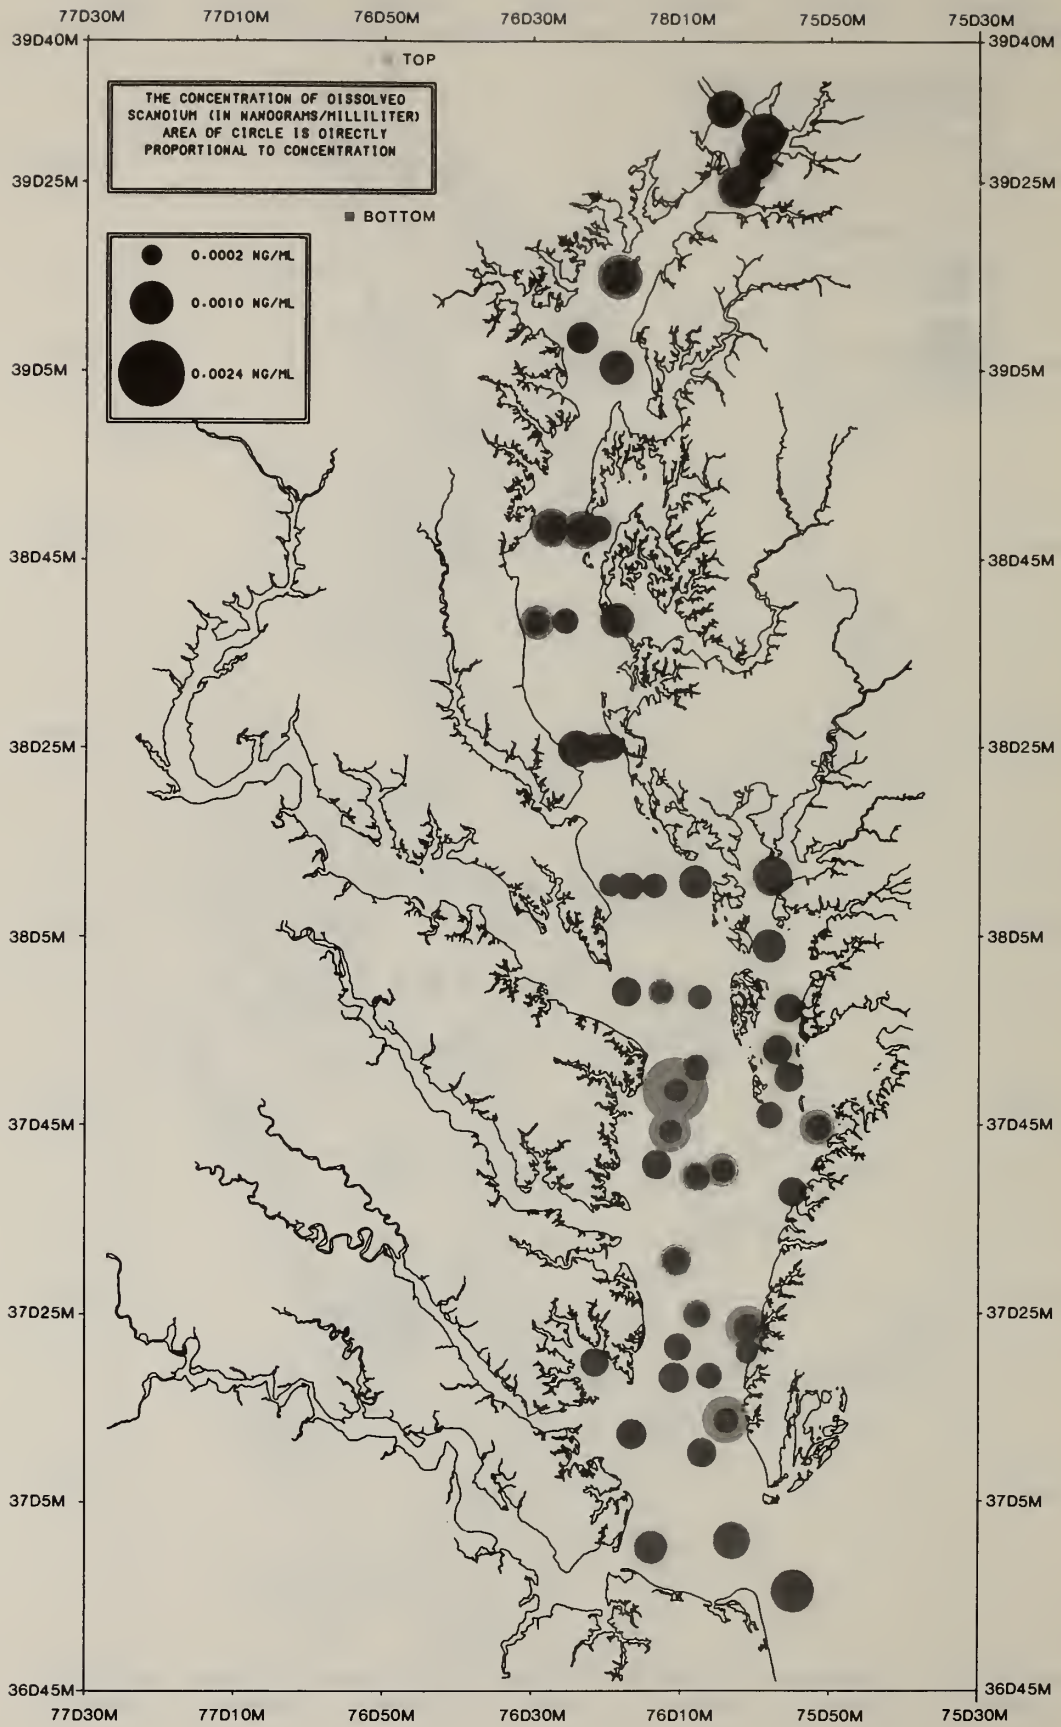 77D30M 77D10M 76D50M 76D30M 78D10M 75D50M 75D30M
39D40M 39D40M
TOP
THE CONCENTRATION OF DISSOLVED
SCANDIUM (IN NANOGRAMS/MILLILITER)
AREA OF CIRCLE IS DIRECTLY
PROPORTIONAL TO CONCENTRATION
39D25M 39D25M
BOTTOM
0.0002 NG/ML
0.0010 NG/ML
0.0024 NG/ML
39D5M 39D5M
38D45M 38D45M
38D25M 38D25M
38D5M 38D5M
37D45M 37D45M
37D25M 37D25M
37D5M 37D5M
36D45M 36D45M
77D30M 77D10M 76D50M 76D30M 76D10M 75D50M 75D30M